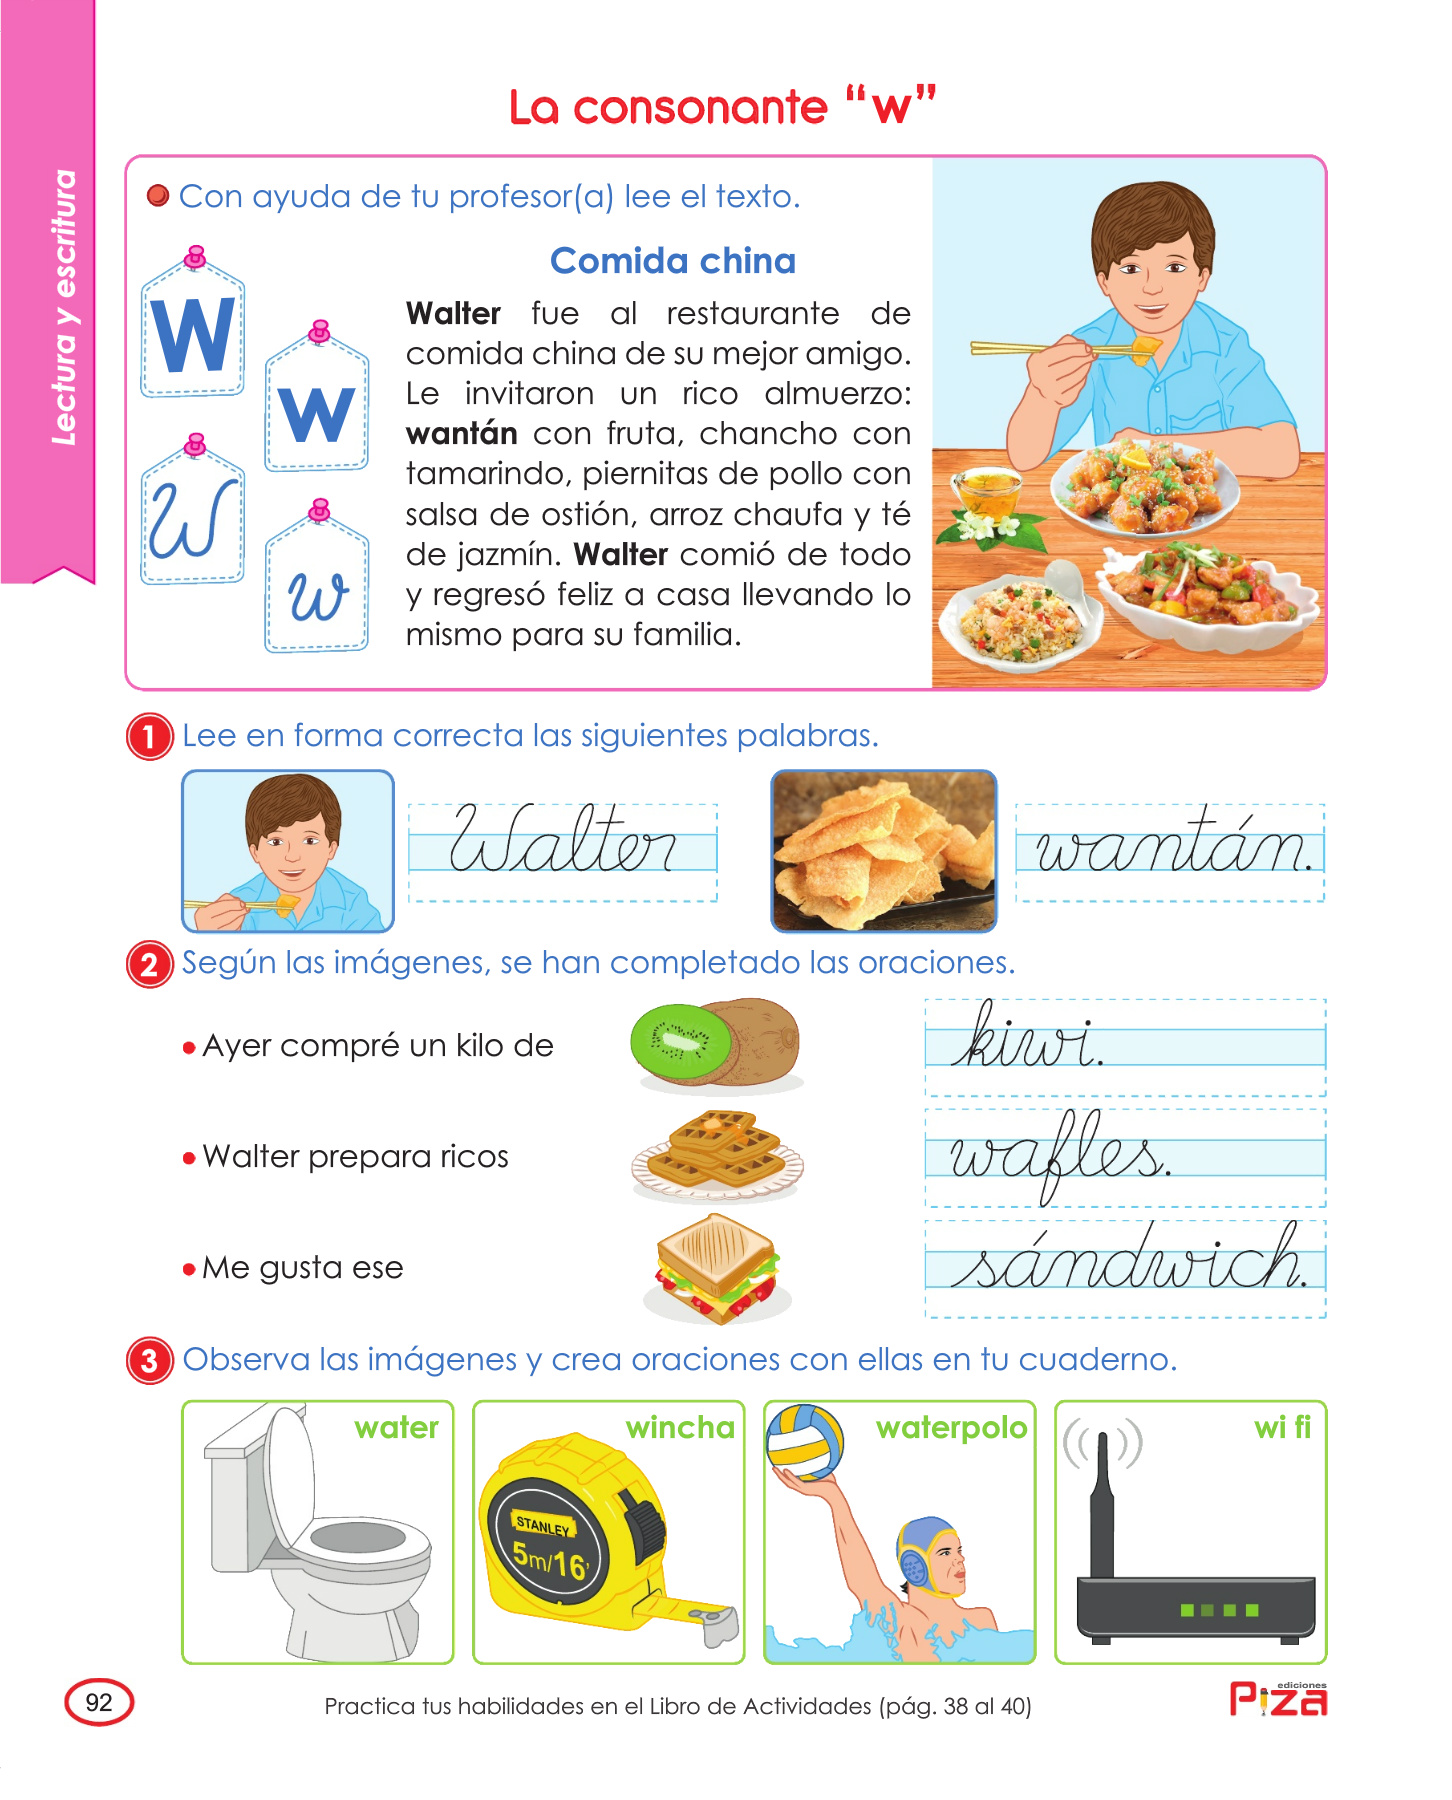 Lectura y escritura
La consonante “w”
Con ayuda de tu profesor(a) lee el texto.
W
w
W
w
Comida china
Walter fue al restaurante de
comida china de su mejor amigo.
Le invitaron un rico almuerzo:
wantán con fruta, chancho con
tamarindo, piernitas de pollo con
salsa de ostión, arroz chaufa y té
de jazmín. Walter comió de todo
y regresó feliz a casa llevando lo
mismo para su familia.
1 Lee en forma correcta las siguientes palabras.
Walter
wantán.
2 Según las imágenes, se han completado las oraciones.
• Ayer compré un kilo de kiwi.
• Walter prepara ricos wafles.
• Me gusta ese sándwich.
3 Observa las imágenes y crea oraciones con ellas en tu cuaderno.
water
wincha
STANLEY
5m/16'
waterpolo
wi fi
92
Practica tus habilidades en el Libro de Actividades (pág. 38 al 40)
ediciones
Piza